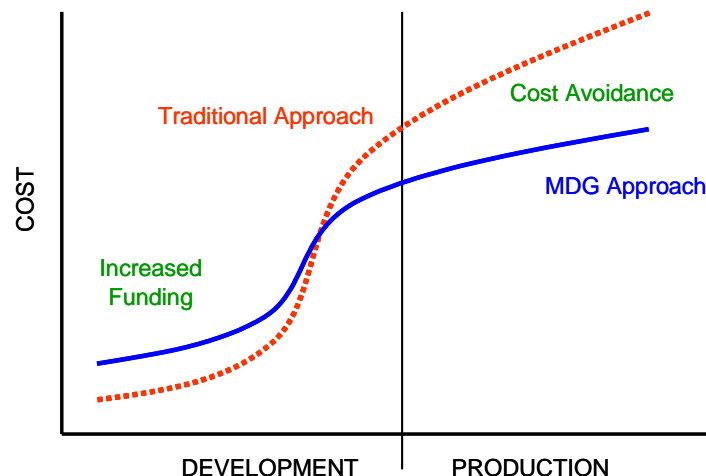 Cost Avoidance
Traditional Approach
MDG Approach
COST
Increased
Funding
DEVELOPMENT
PRODUCTION